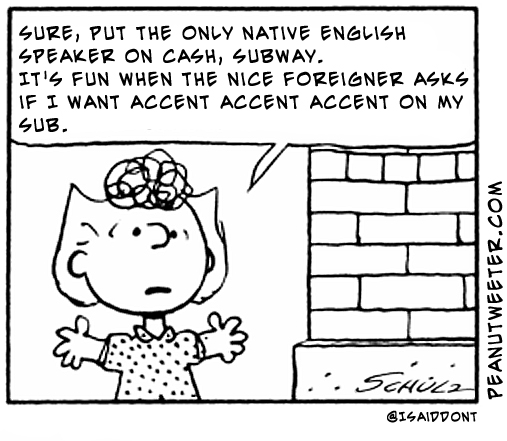 SURE, PUT THE ONLY NATIVE ENGLISH
SPEAKER ON CASH, SUBWAY.
IT'S FUN WHEN THE NICE FOREIGNER ASKS
IF I WANT ACCENT ACCENT ACCENT ON MY
SUB.
PEANUTWEETER.COM
SCHULZ
@ISAIDDONT